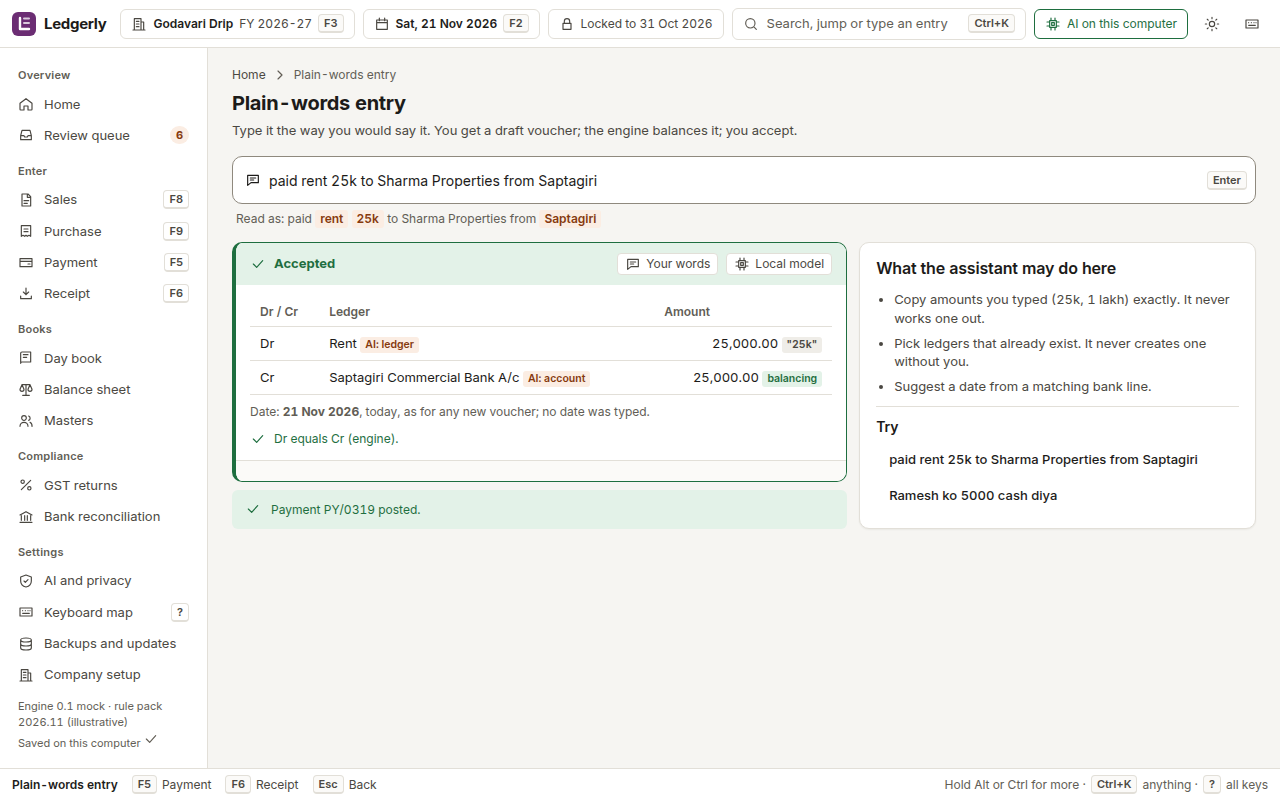 Ledgerly
Godavari Drip FY 2026-27 F3
Sat, 21 Nov 2026 F2
Locked to 31 Oct 2026
Search, jump or type an entry Ctrl+K
AI on this computer
Overview
Home
Review queue 6
Enter
Sales F8
Purchase F9
Payment F5
Receipt F6
Books
Day book
Balance sheet
Masters
Compliance
GST returns
Bank reconciliation
Settings
AI and privacy
Keyboard map ?
Backups and updates
Company setup
Engine 0.1 mock · rule pack
2026.11 (illustrative)
Saved on this computer
Home > Plain-words entry
Plain-words entry
Type it the way you would say it. You get a draft voucher; the engine balances it; you accept.
paid rent 25k to Sharma Properties from Saptagiri Enter
Read as: paid rent 25k to Sharma Properties from Saptagiri
Accepted Your words Local model
Dr / Cr Ledger Amount
Dr Rent AI: ledger 25,000.00 "25k"
Cr Saptagiri Commercial Bank A/c AI: account 25,000.00 balancing
Date: 21 Nov 2026, today, as for any new voucher; no date was typed.
Dr equals Cr (engine).
Payment PY/0319 posted.
What the assistant may do here
• Copy amounts you typed (25k, 1 lakh) exactly. It never
works one out.
• Pick ledgers that already exist. It never creates one
without you.
• Suggest a date from a matching bank line.
Try
paid rent 25k to Sharma Properties from Saptagiri
Ramesh ko 5000 cash diya
Plain-words entry F5 Payment F6 Receipt Esc Back
Hold Alt or Ctrl for more · Ctrl+K anything · ? all keys